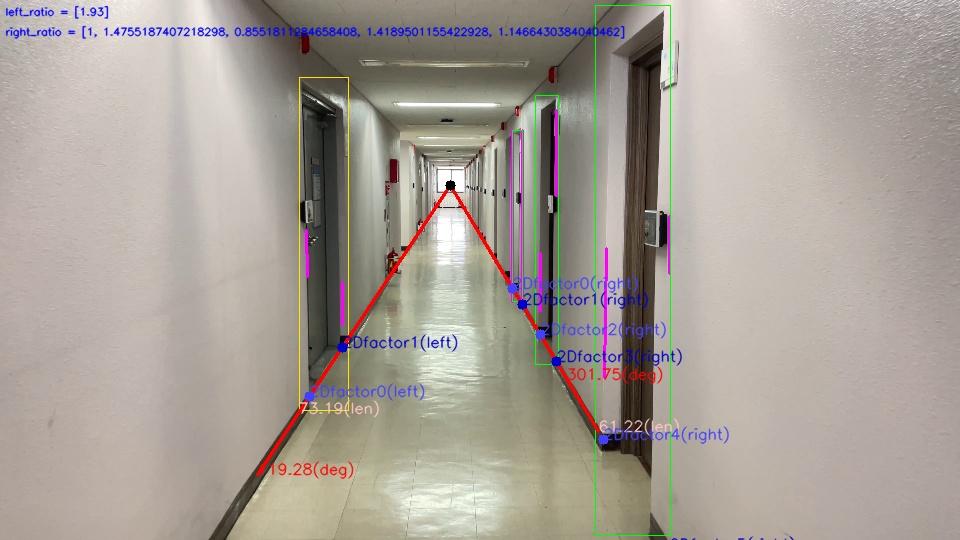 left_ratio = [1.93]
right_ratio = [1, 1.4755187407218298, 0.8551811284658408, 1.4189501155422928, 1.1466430384040462]
2Dfactor0(right)
2Dfactor1(right)
2Dfactor2(right)
2Dfactor1(left)
2Dfactor3(right)
301.75(deg)
2Dfactor0(left)
73.19(len)
61.22(len)
2Dfactor4(right)
19.28(deg)